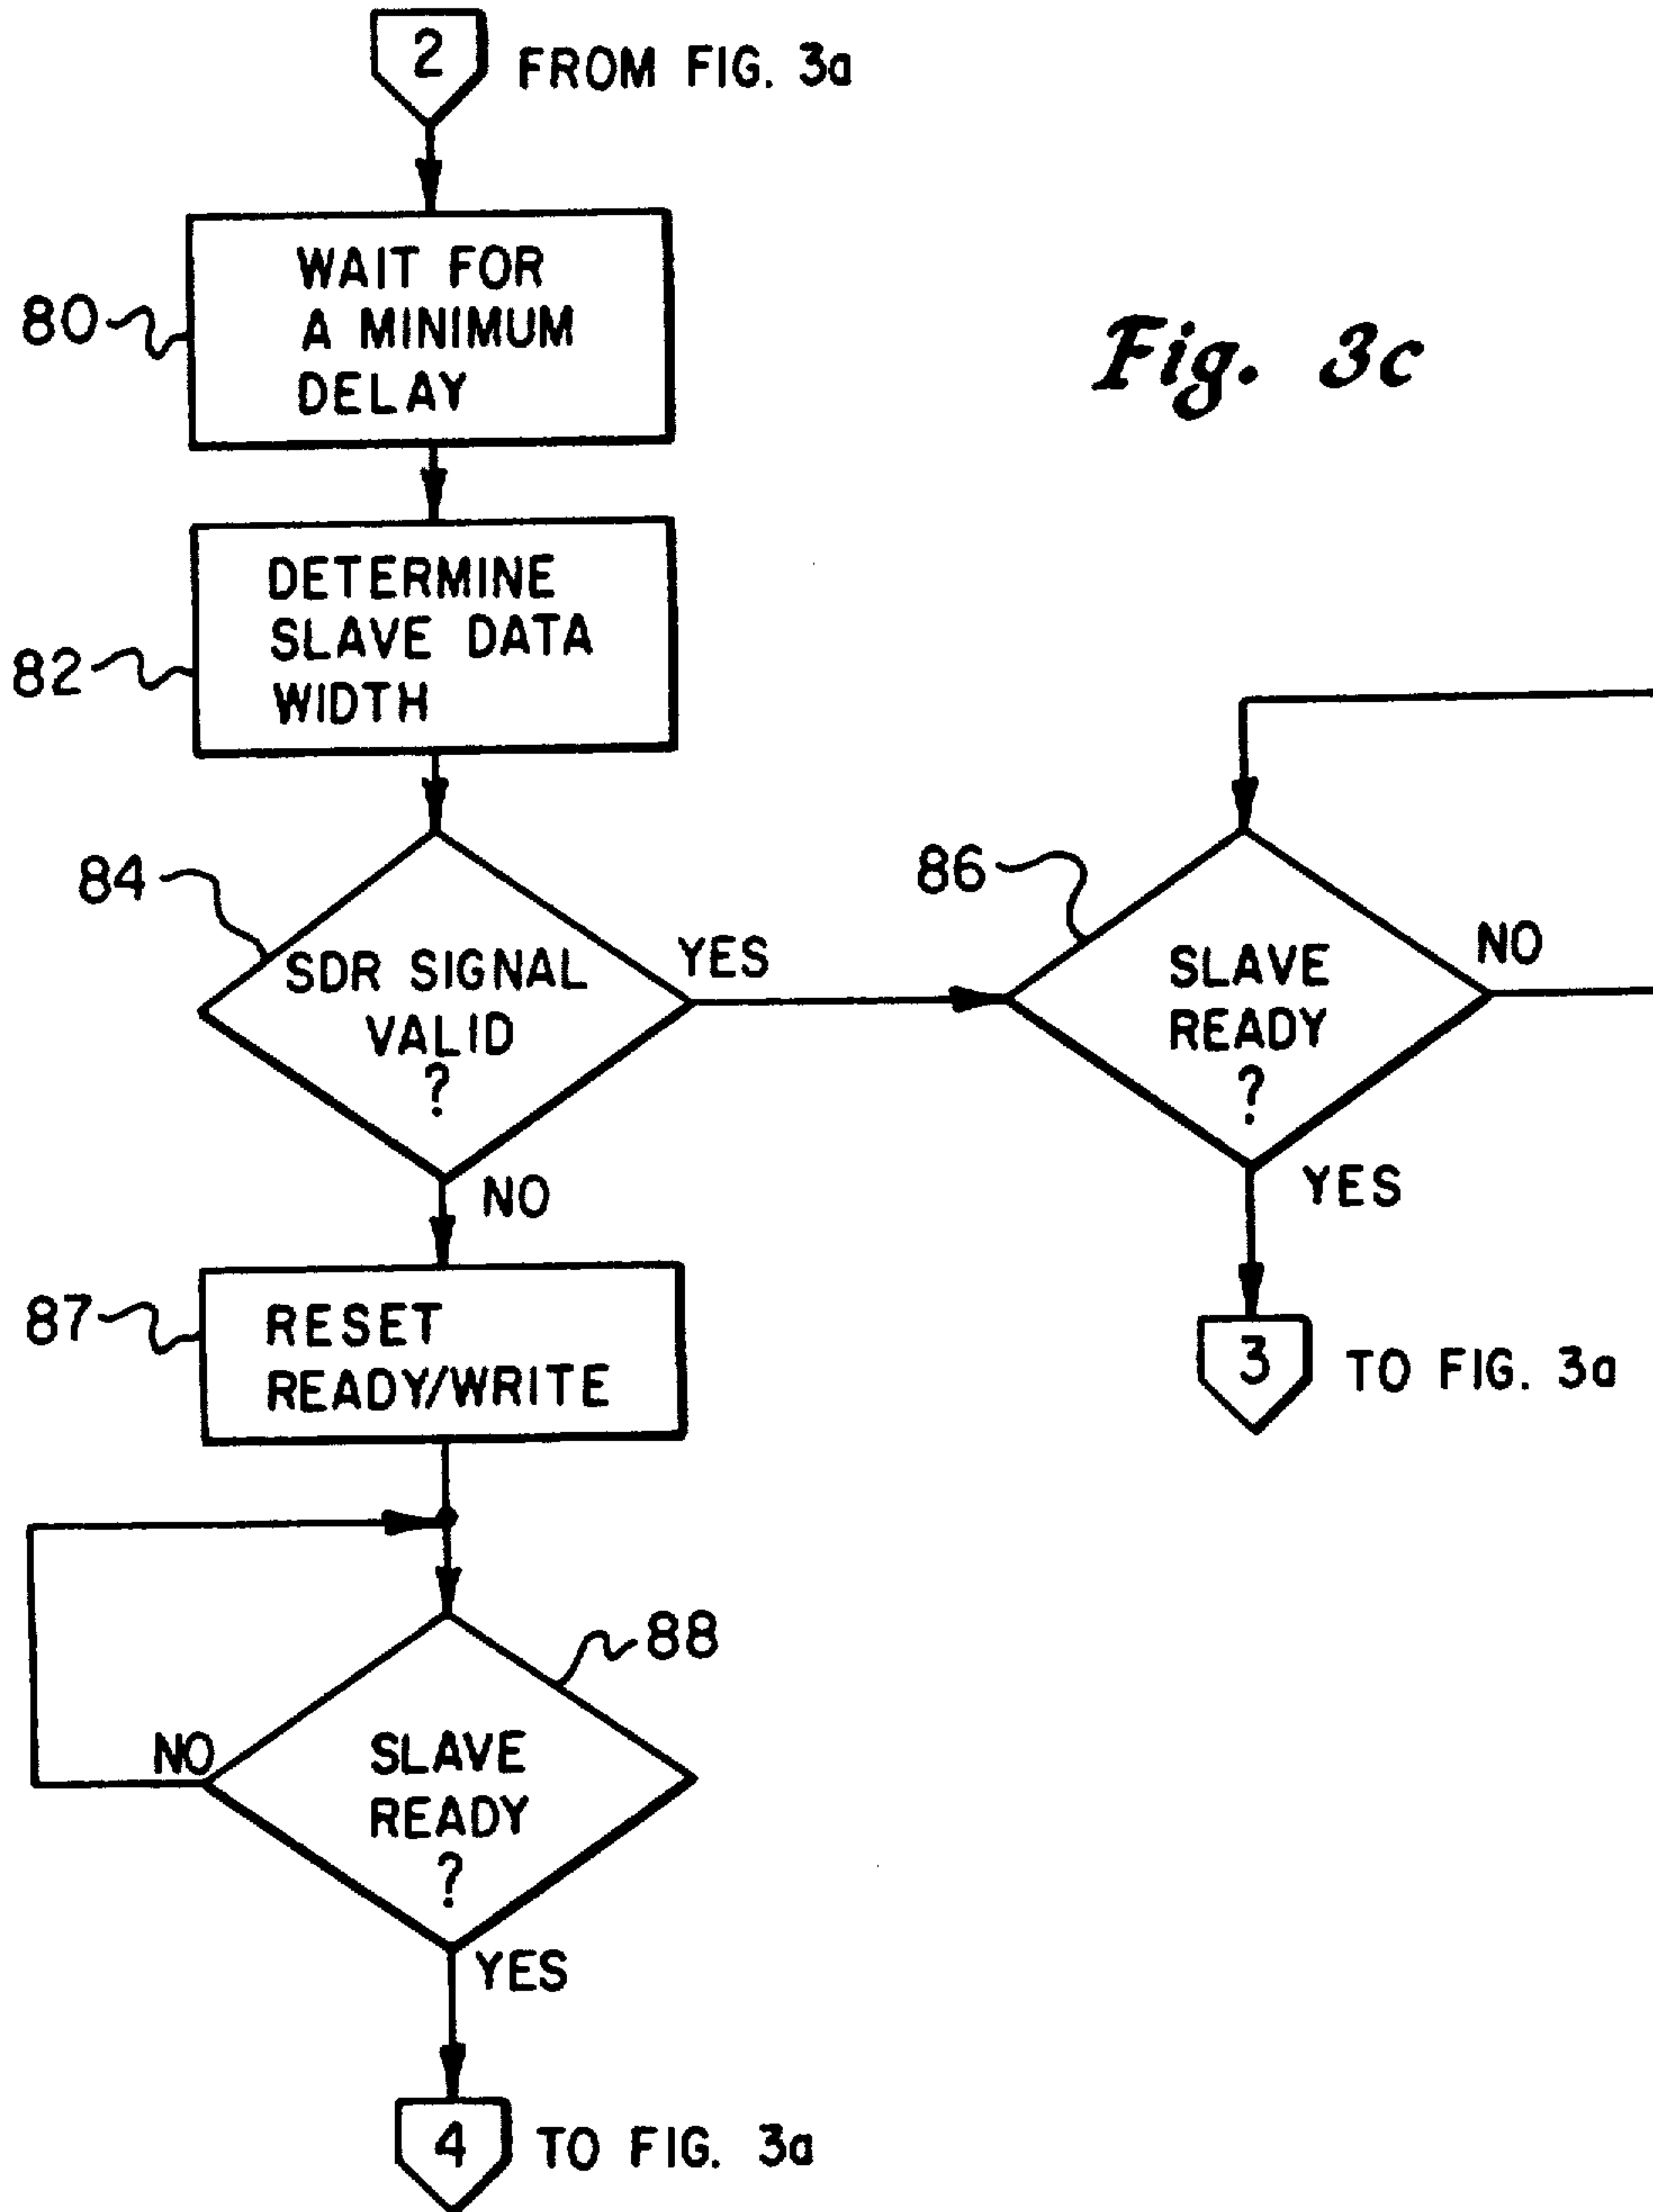 2 FROM FIG. 3a
WAIT FOR
A MINIMUM
DELAY
80
Fig. 3c
DETERMINE
SLAVE DATA
WIDTH
82
84
SDR SIGNAL
VALID
?
YES
NO
86
SLAVE
READY
?
NO
YES
3 TO FIG. 3a
87
RESET
READY/WRITE
88
SLAVE
READY
?
NO
YES
4 TO FIG. 3a